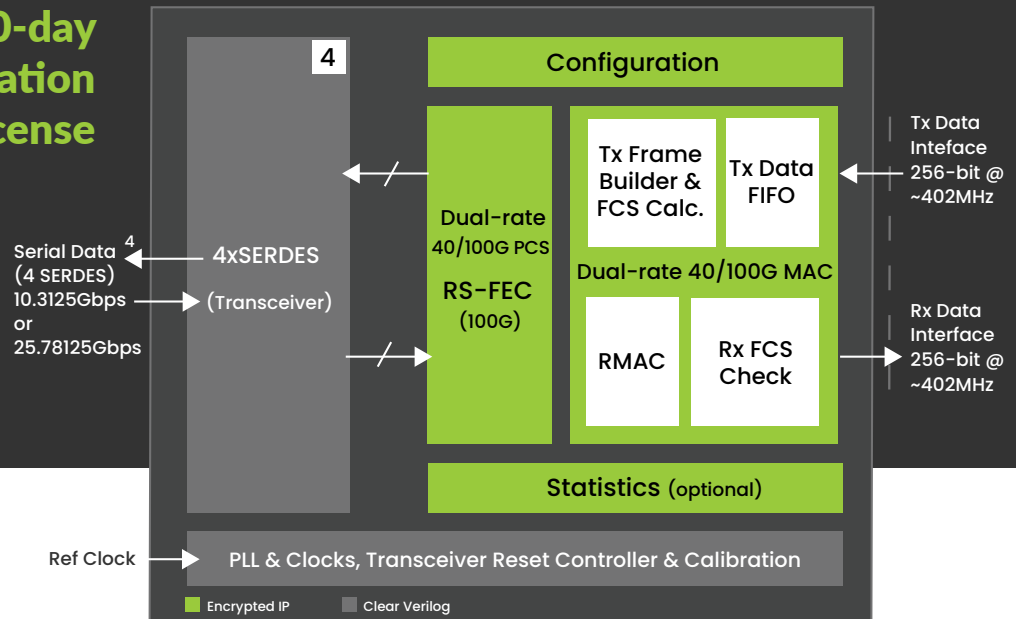 0-day
ation
cense
4
Configuration
Tx Frame
Builder &
FCS Calc.
Tx Data
FIFO
Tx Data
Inteface
256-bit @
~402MHz
Dual-rate
40/100G PCS
RS-FEC
(100G)
Dual-rate 40/100G MAC
4xSERDES
(Transceiver)
Serial Data 4
(4 SERDES)
10.3125Gbps
or
25.78125Gbps
RMAC
Rx FCS
Check
Rx Data
Interface
256-bit @
~402MHz
Statistics (optional)
Ref Clock
PLL & Clocks, Transceiver Reset Controller & Calibration
Encrypted IP
Clear Verilog